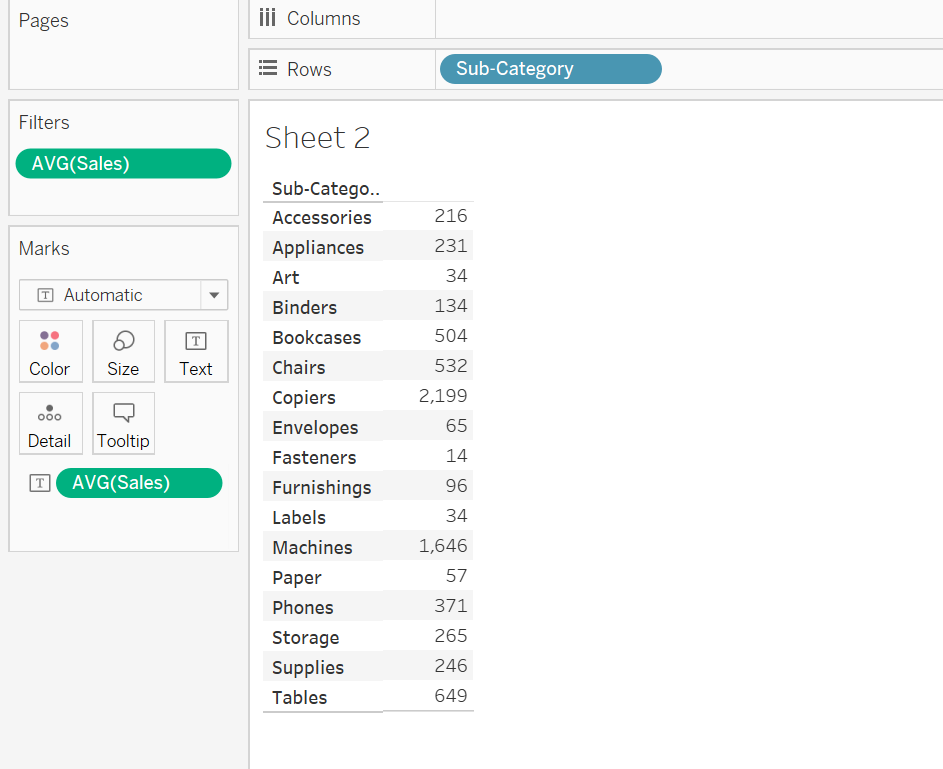 Pages
Columns
Rows
Sub-Category
Filters
AVG(Sales)
Marks
T Automatic
Color
Size
T
Text
Detail
Tooltip
T AVG(Sales)
Sheet 2
Sub-Catego..
Accessories 216
Appliances 231
Art 34
Binders 134
Bookcases 504
Chairs 532
Copiers 2,199
Envelopes 65
Fasteners 14
Furnishings 96
Labels 34
Machines 1,646
Paper 57
Phones 371
Storage 265
Supplies 246
Tables 649